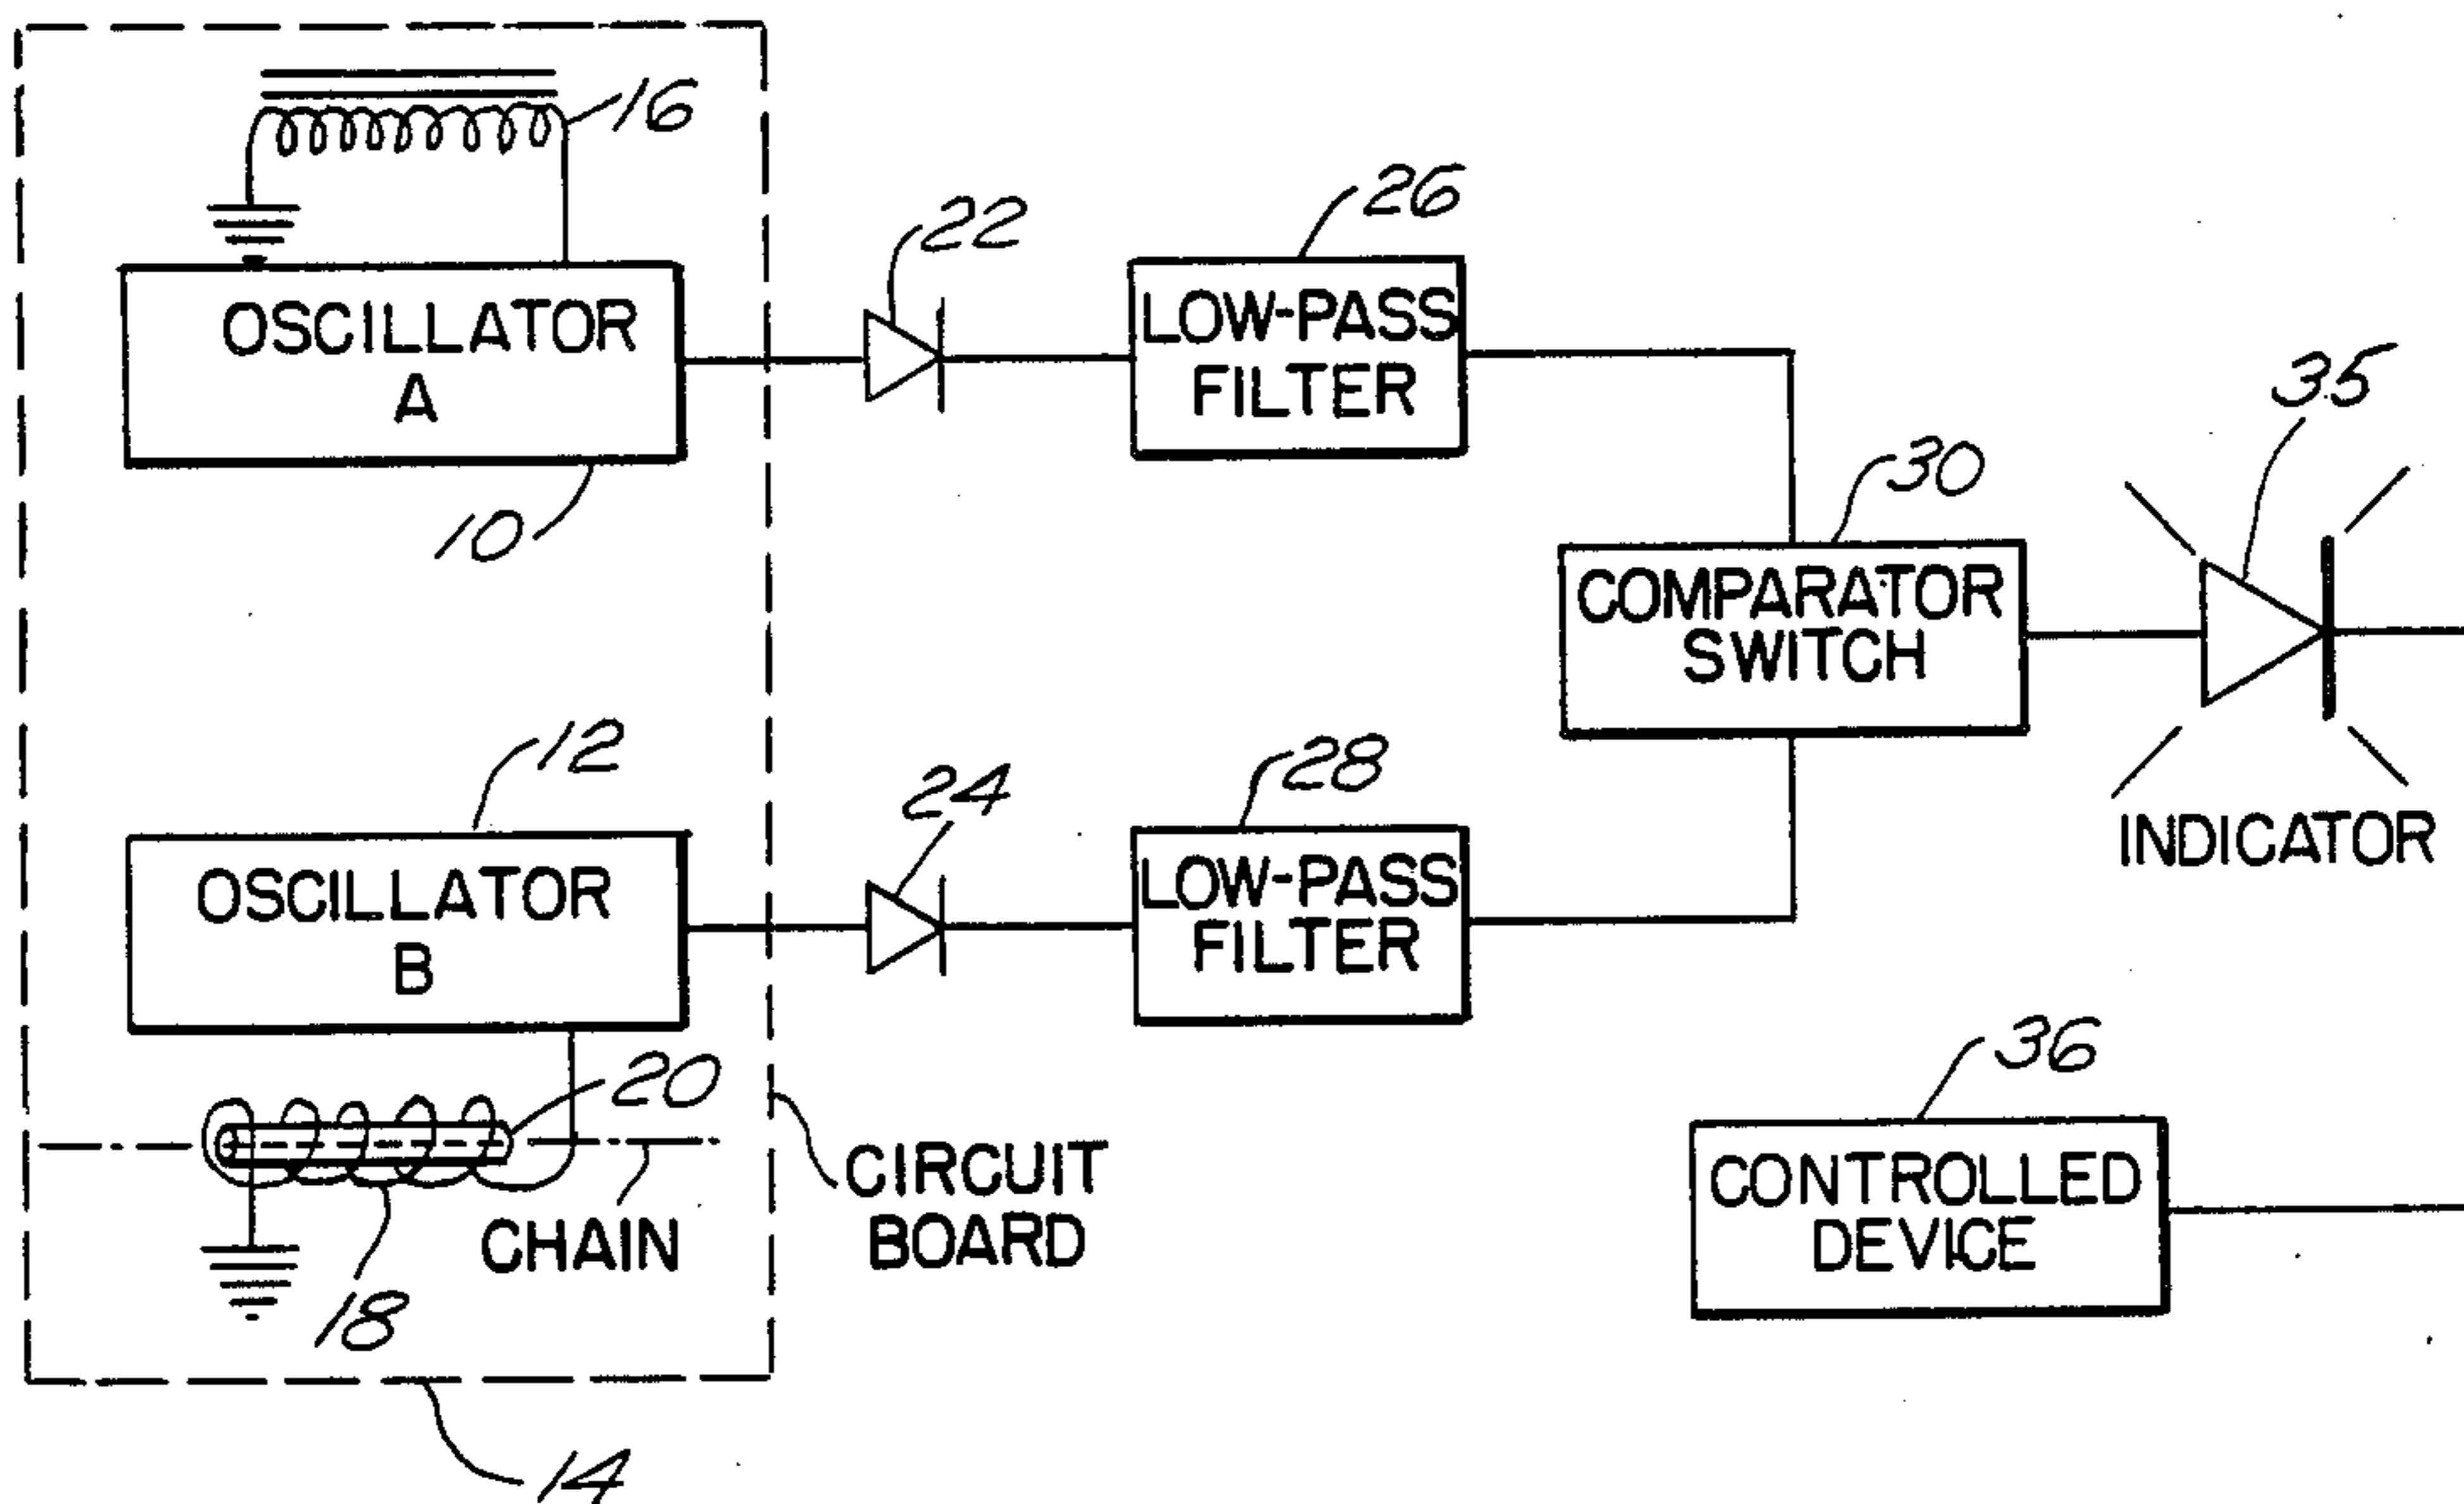 16
OSCILLATOR
A
10
22
26
LOW-PASS
FILTER
30
COMPARATOR
SWITCH
35
INDICATOR
12
OSCILLATOR
B
24
28
LOW-PASS
FILTER
20
CHAIN
18
CIRCUIT
BOARD
14
36
CONTROLLED
DEVICE